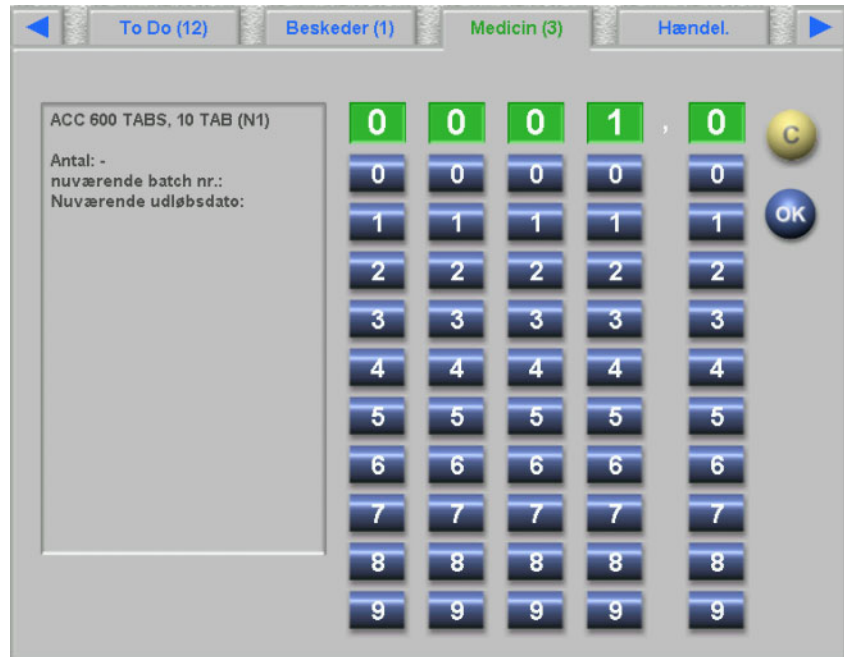 To Do (12) Beskeder (1) Medicin (3) Hændel.
ACC 600 TABS, 10 TAB (N1)
Antal: -
nuværende batch nr.:
Nuværende udløbsdato:
0 0 0 1 , 0 C
0 0 0 0 0
1 1 1 1 1 OK
2 2 2 2 2
3 3 3 3 3
4 4 4 4 4
5 5 5 5 5
6 6 6 6 6
7 7 7 7 7
8 8 8 8 8
9 9 9 9 9